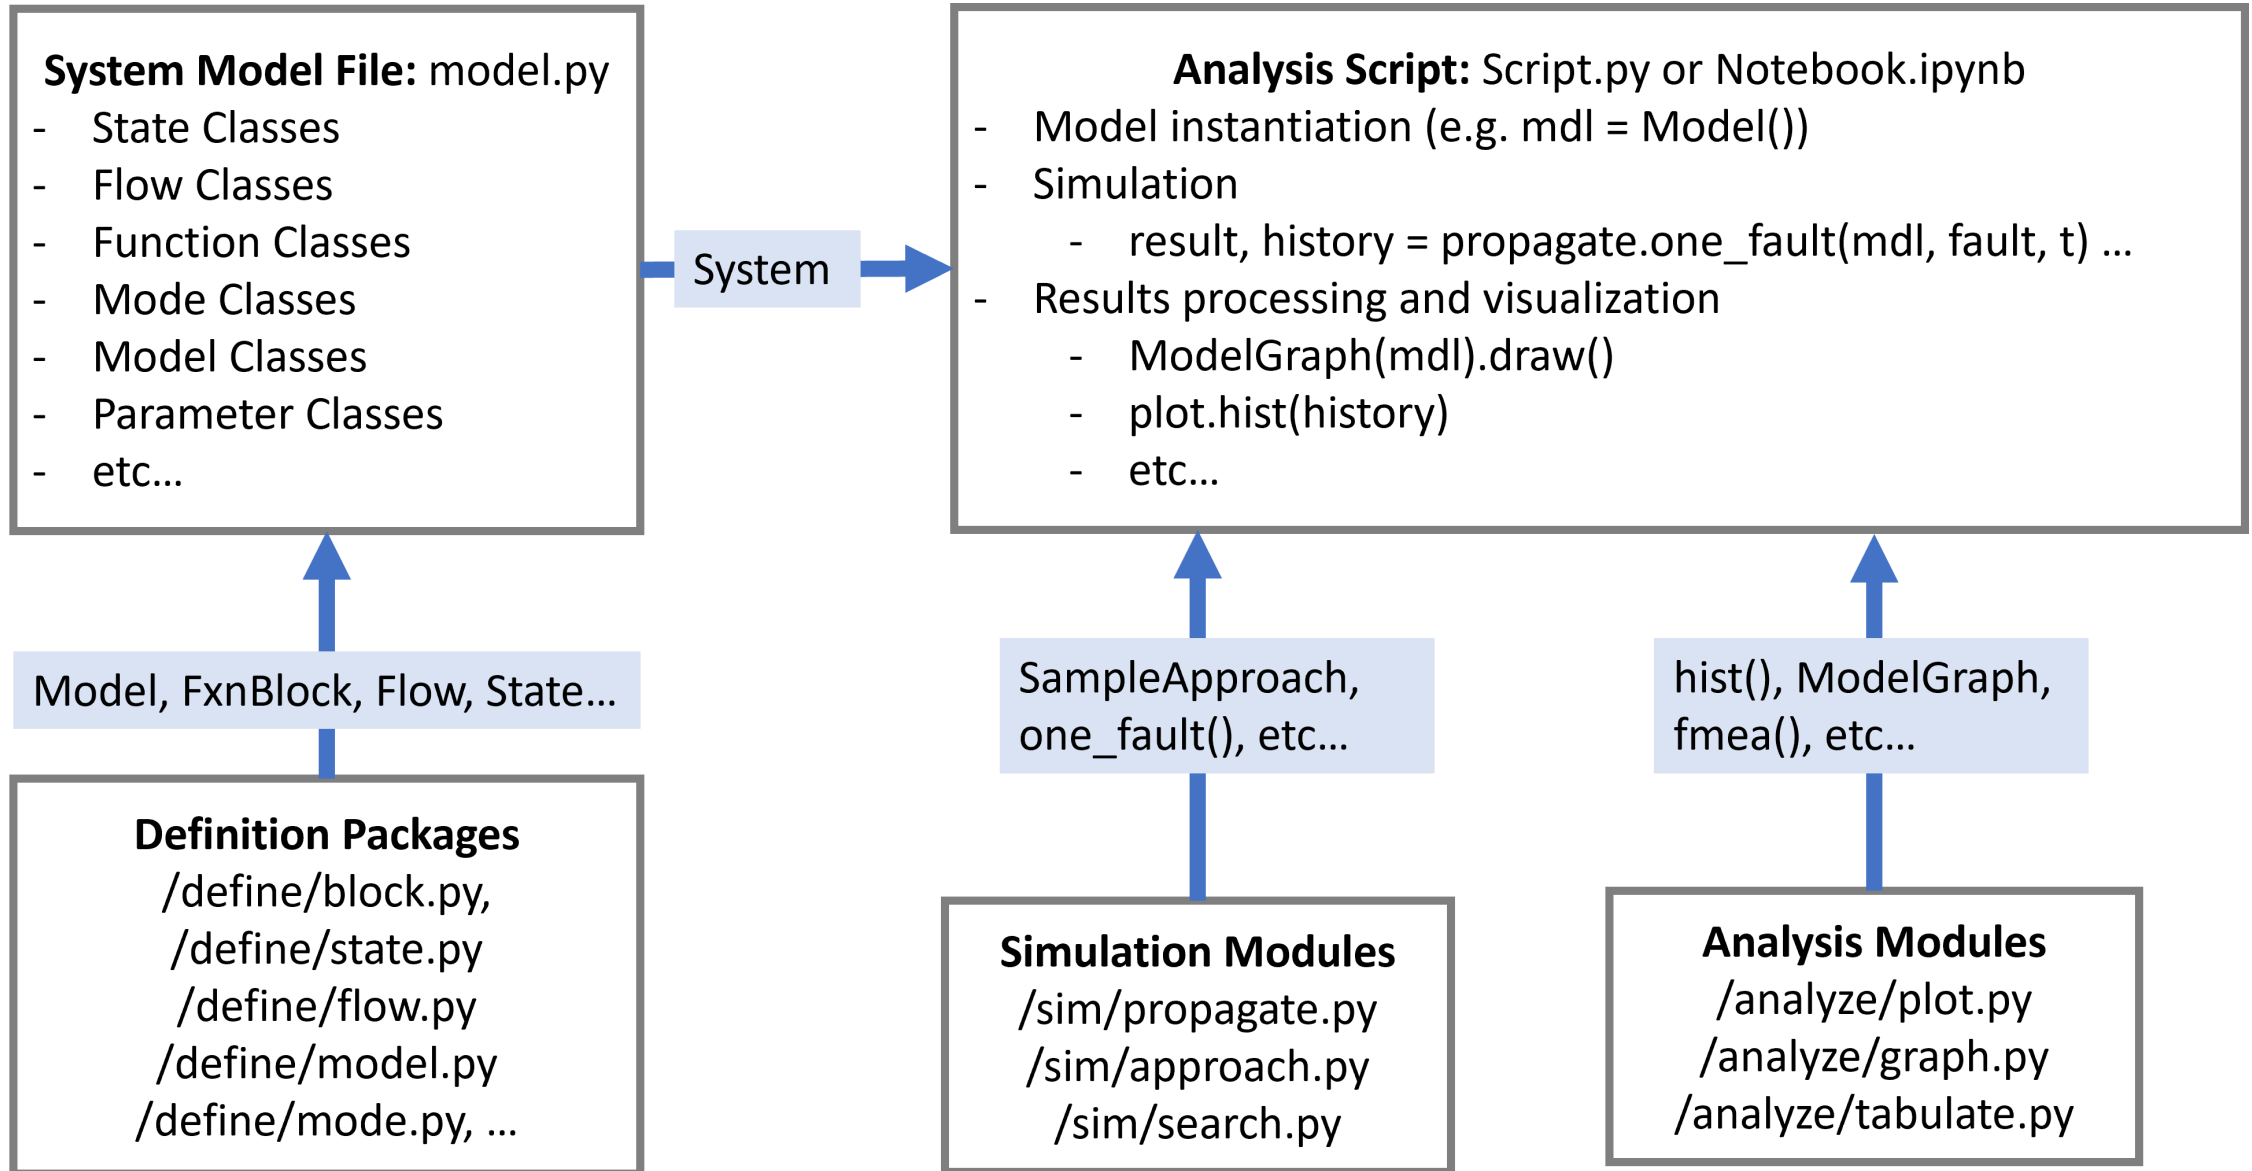 System Model File: model.py
- State Classes
- Flow Classes
- Function Classes
- Mode Classes
- Model Classes
- Parameter Classes
- etc...
System
Analysis Script: Script.py or Notebook.ipynb
- Model instantiation (e.g. mdl = Model())
- Simulation
- result, history = propagate.one_fault(mdl, fault, t) ...
- Results processing and visualization
- ModelGraph(mdl).draw()
- plot.hist(history)
- etc...
Model, FxnBlock, Flow, State...
SampleApproach,
one_fault(), etc...
hist(), ModelGraph,
fmea(), etc...
Definition Packages
/define/block.py,
/define/state.py
/define/flow.py
/define/model.py
/define/mode.py, ...
Simulation Modules
/sim/propagate.py
/sim/approach.py
/sim/search.py
Analysis Modules
/analyze/plot.py
/analyze/graph.py
/analyze/tabulate.py